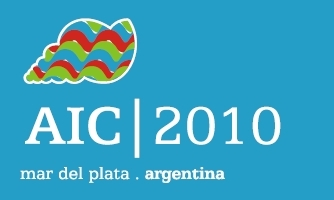 AIC | 2010
mar del plata . argentina